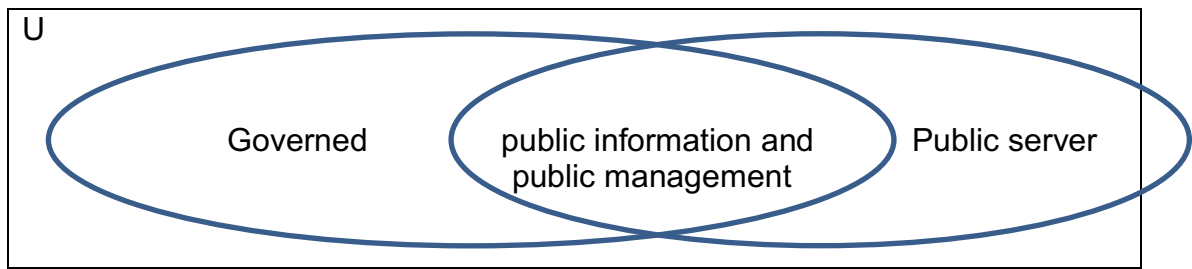 U
Governed
public information and
public management
Public server